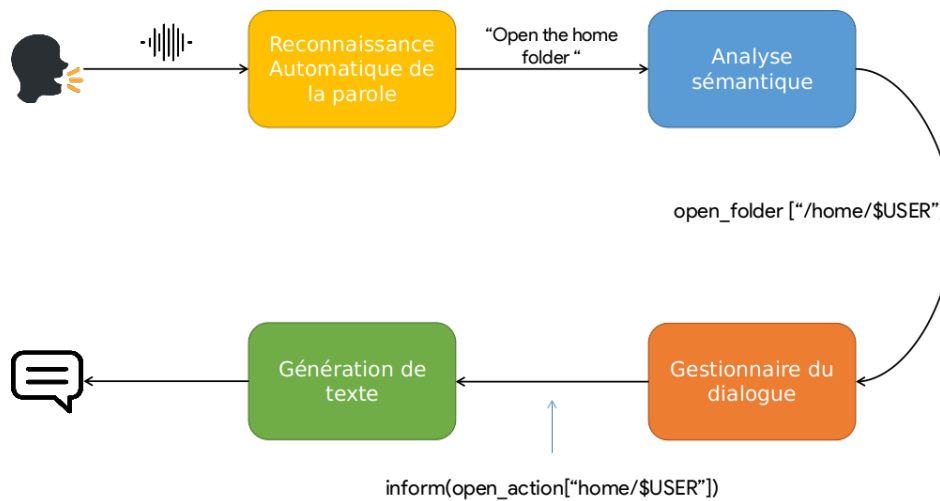 Reconnaissance
Automatique de
la parole
“Open the home
folder “
Analyse
sémantique
open_folder [“/home/$USER”
Génération de
texte
Gestionnaire du
dialogue
inform(open_action[“home/$USER”])